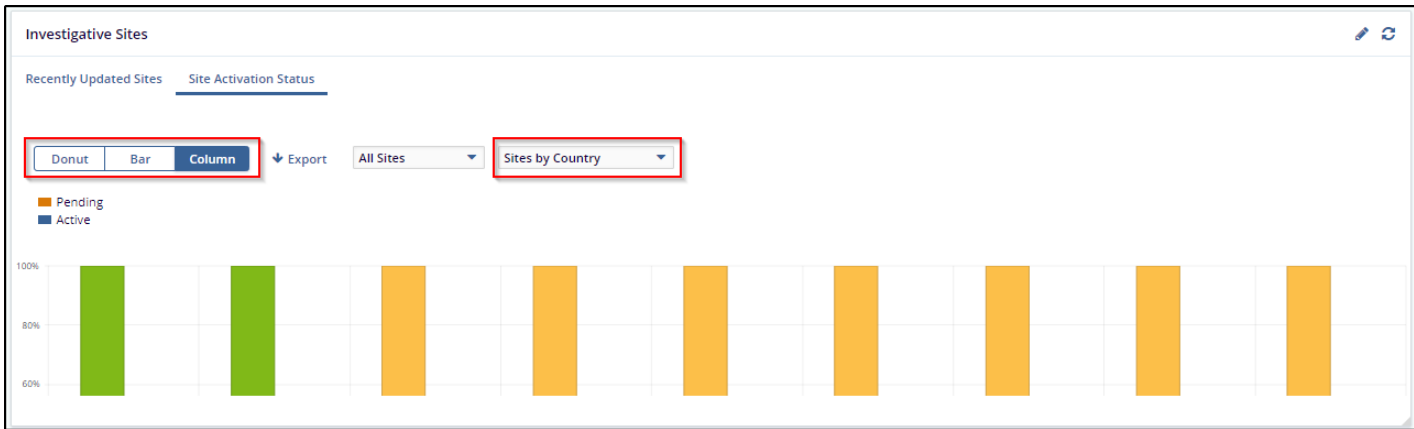 Investigative Sites
Recently Updated Sites Site Activation Status
Donut Bar Column Export All Sites Sites by Country
Pending
Active
100%
80%
60%